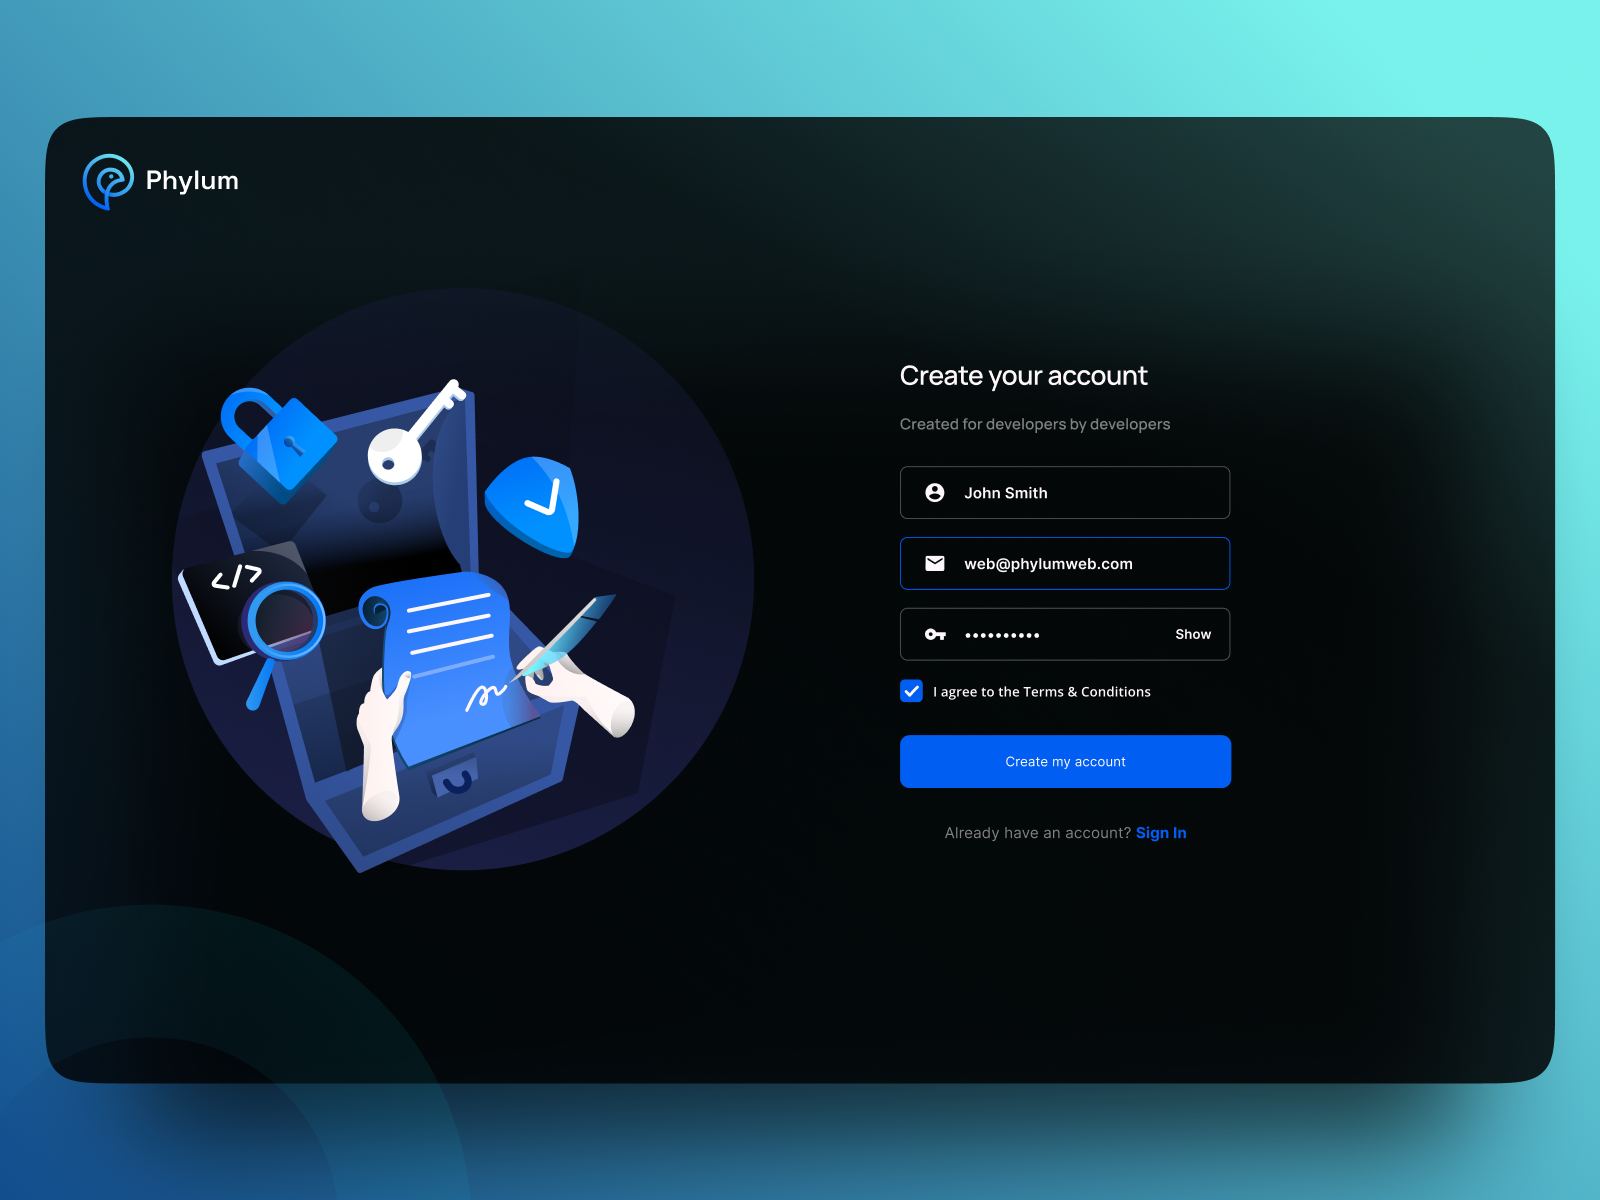 Phylum
</>
Create your account
Created for developers by developers
John Smith
web@phylumweb.com
•••••••••• Show
I agree to the Terms & Conditions
Create my account
Already have an account? Sign In